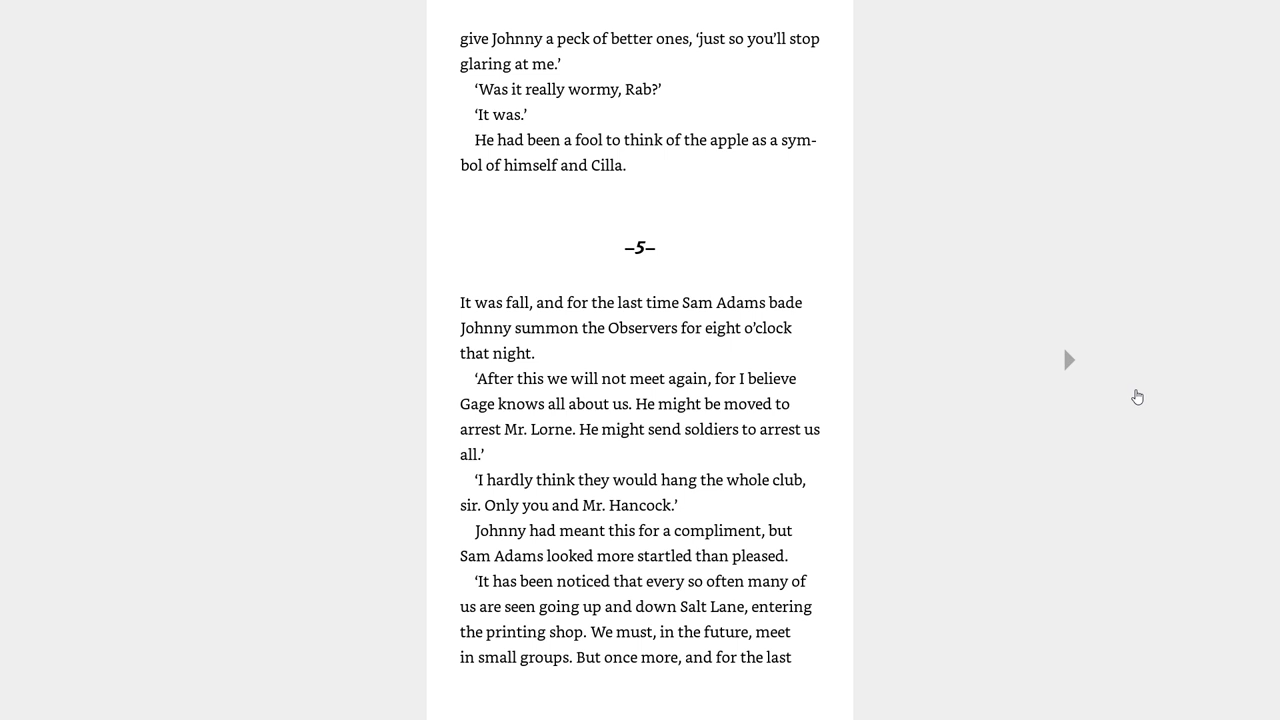 give Johnny a peck of better ones, ‘just so you’ll stop
glaring at me.’
‘Was it really wormy, Rab?’
‘It was.’
He had been a fool to think of the apple as a sym-
bol of himself and Cilla.
–5–
It was fall, and for the last time Sam Adams bade
Johnny summon the Observers for eight o’clock
that night.
‘After this we will not meet again, for I believe
Gage knows all about us. He might be moved to
arrest Mr. Lorne. He might send soldiers to arrest us
all.’
‘I hardly think they would hang the whole club,
sir. Only you and Mr. Hancock.’
Johnny had meant this for a compliment, but
Sam Adams looked more startled than pleased.
‘It has been noticed that every so often many of
us are seen going up and down Salt Lane, entering
the printing shop. We must, in the future, meet
in small groups. But once more, and for the last